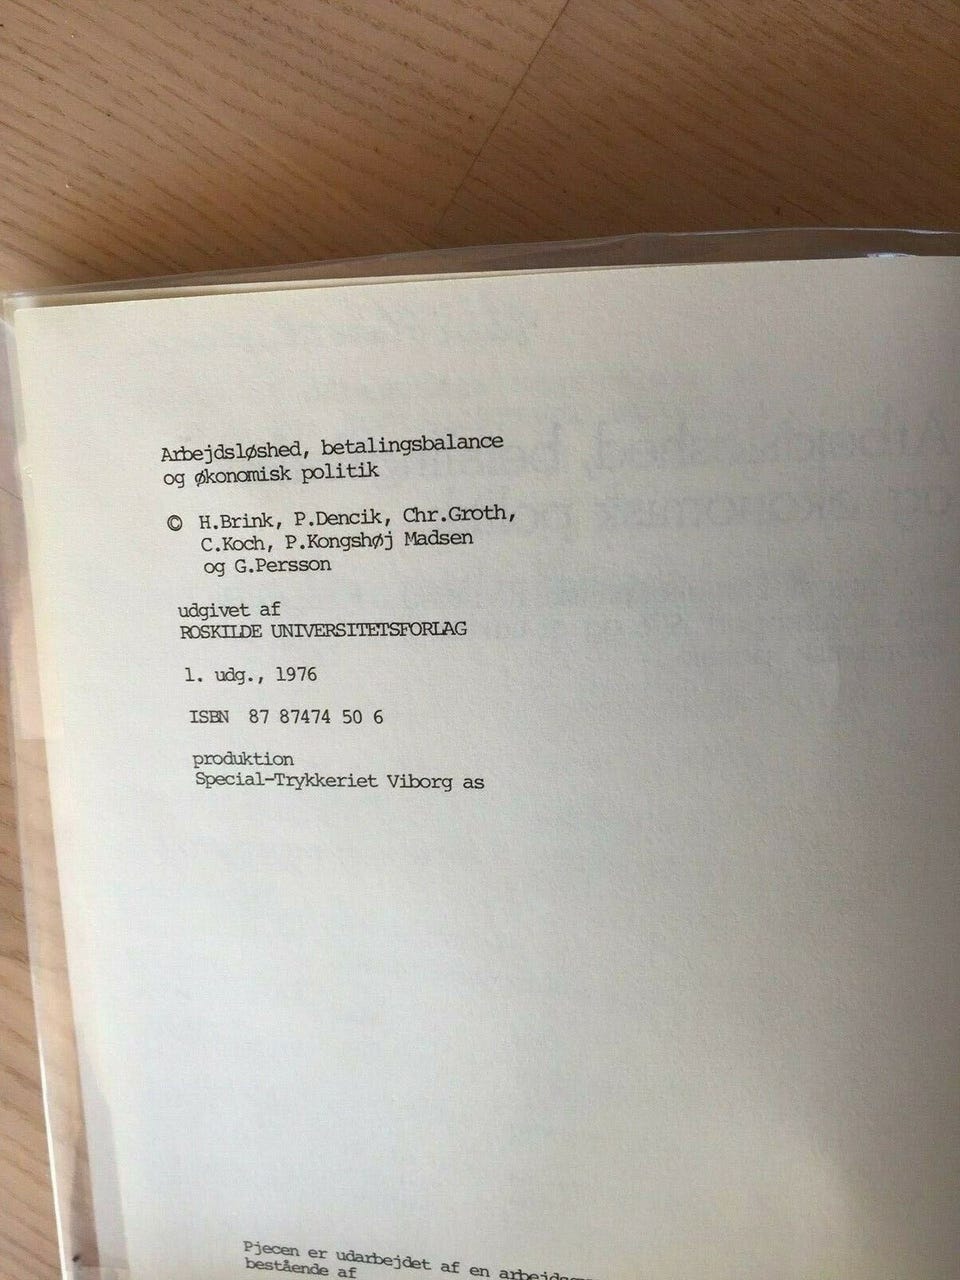 Arbejdsløshed, betalingsbalance
og økonomisk politik
© H.Brink, P.Dencik, Chr.Groth,
C.Koch, P.Kongshøj Madsen
og G.Persson
udgivet af
ROSKILDE UNIVERSITETSFORLAG
1. udg., 1976
ISBN 87 87474 50 6
produktion
Special-Trykkeriet Viborg as
Pjecen er udarbejdet af en
bestående af